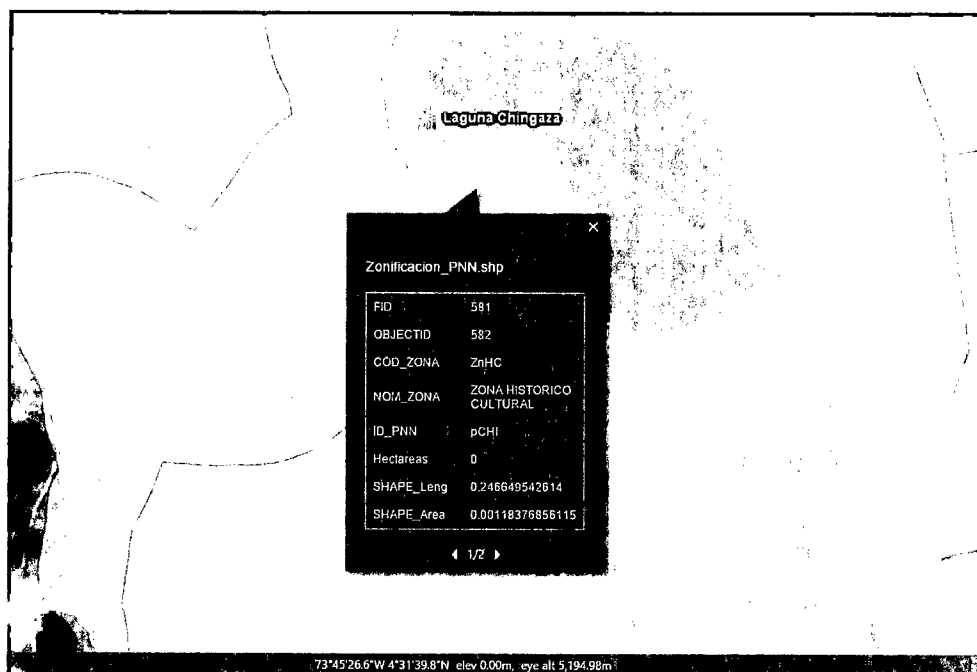 Laguna Chingaza
×
Zonificacion_PNN.shp
FID 581
OBJECTID 582
COD_ZONA ZnHC
NOM_ZONA ZONA HISTORICO
CULTURAL
ID_PNN pCHI
Hectareas 0
SHAPE_Leng 0,246649542614
SHAPE_Area 0.00118376856115
1/2
73°45'26.6"W 4°31'39.8"N elev 0.00m, eye alt 5,194.98m